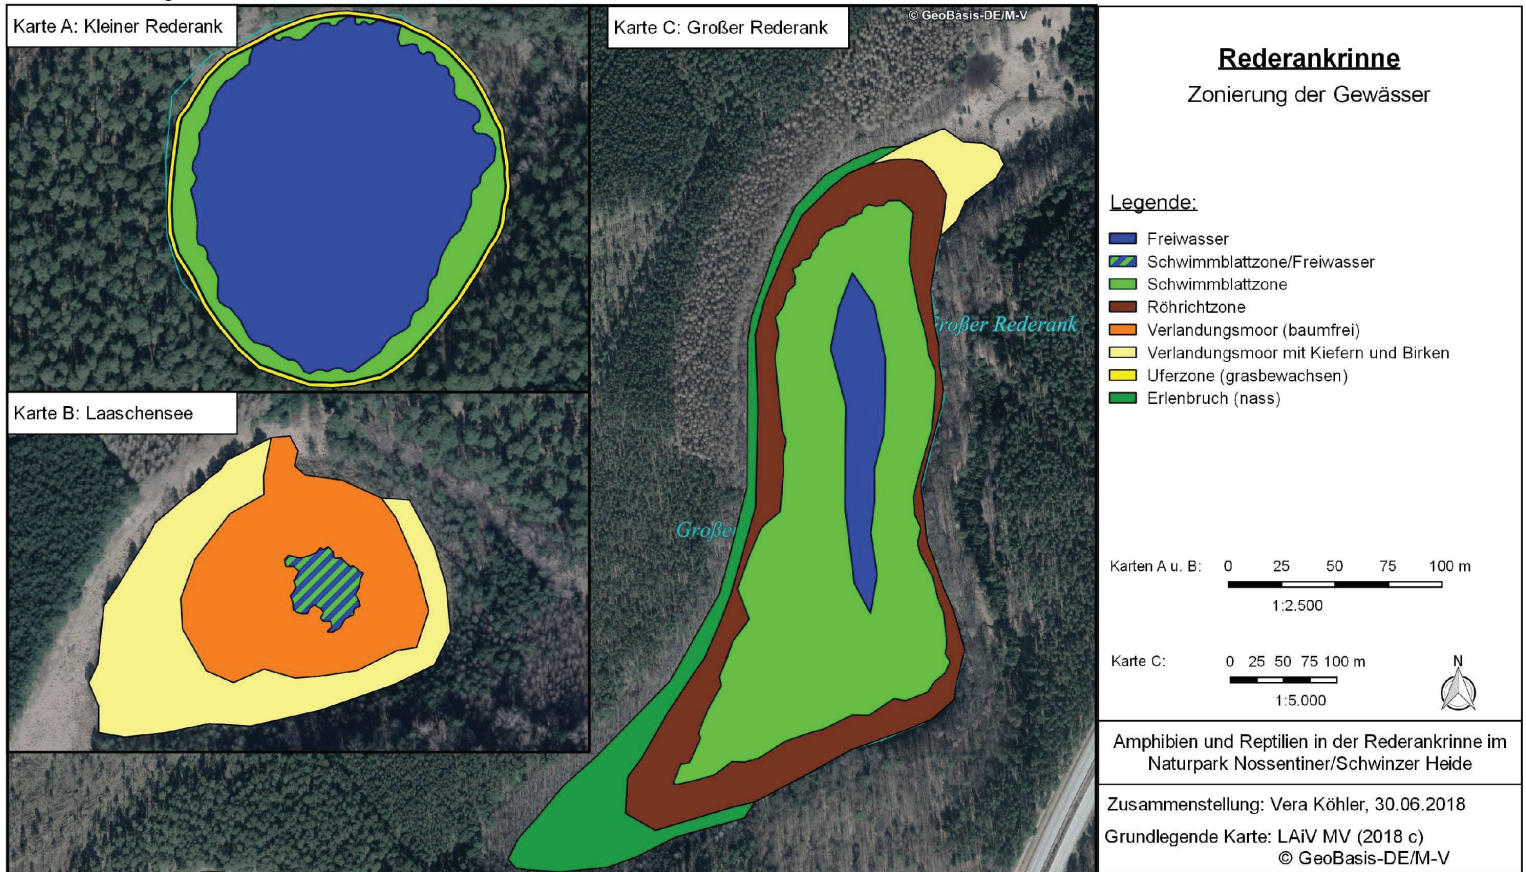 Karte A: Kleiner Rederank
Karte C: Großer Rederank
© GeoBasis-DE/M-V
Großer Rederank
Große
Karte B: Laaschensee
Rederankrinne
Zonierung der Gewässer
Legende:
Freiwasser
Schwimmblattzone/Freiwasser
Schwimmblattzone
Röhrichtzone
Verlandungsmoor (baumfrei)
Verlandungsmoor mit Kiefern und Birken
Uferzone (grasbewachsen)
Erlenbruch (nass)
Karten A u. B: 0 25 50 75 100 m
1:2.500
Karte C: 0 25 50 75 100 m
1:5.000
N
Amphibien und Reptilien in der Rederankrinne im
Naturpark Nossentiner/Schwinzer Heide
Zusammenstellung: Vera Köhler, 30.06.2018
Grundlegende Karte: LAiV MV (2018 c)
© GeoBasis-DE/M-V